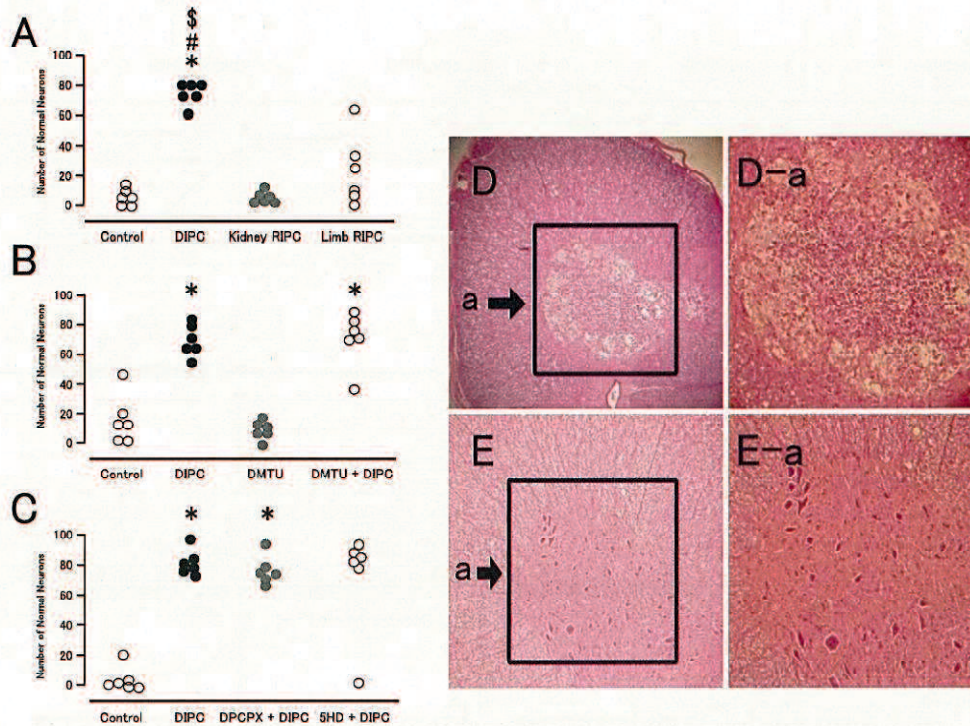 A
$
#
*
Number of Normal Neurons
100
80
60
40
20
0
Control DIPC Kidney RIPC Limb RIPC
B
* *
Number of Normal Neurons
100
80
60
40
20
0
Control DIPC DMTU DMTU + DIPC
C
* *
Number of Normal Neurons
100
80
60
40
20
0
Control DIPC DPCPX + DIPC 5HD + DIPC
D
a
D-a
E
a
E-a